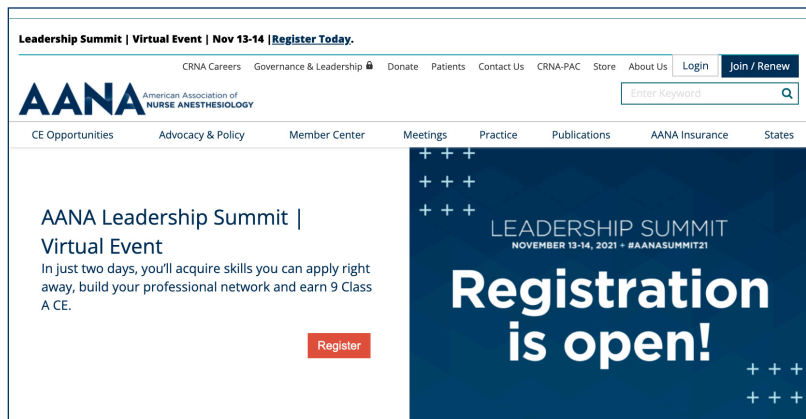 Leadership Summit | Virtual Event | Nov 13-14 |Register Today.
CRNA Careers Governance & Leadership Donate Patients Contact Us CRNA-PAC Store About Us Login Join / Renew
AANA
American Association of
NURSE ANESTHESIOLOGY
Enter Keyword
CE Opportunities Advocacy & Policy Member Center Meetings Practice Publications AANA Insurance States
AANA Leadership Summit |
Virtual Event
In just two days, you'll acquire skills you can apply right
away, build your professional network and earn 9 Class
A CE.
Register
LEADERSHIP SUMMIT
NOVEMBER 13-14, 2021 + #AANASUMMIT21
Registration
is open!